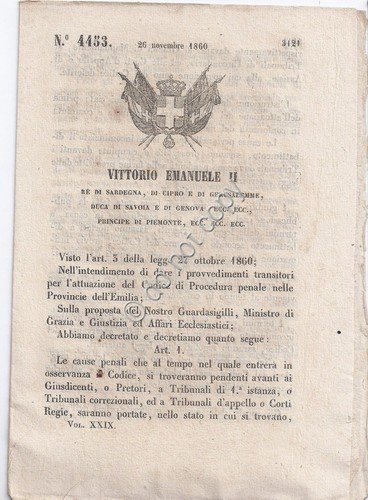 N.º 4453.
26 novembre 1860
3121
VITTORIO EMANUELE II
RE DI SARDEGNA, DI CIPRO E DI GERUSALEMME,
DUCA DI SAVOIA E DI GENOVA, ECC. ECC.,
PRINCIPE DI PIEMONTE, ECC. ECC. ECC.
Visto l'art. 3 della legge 27 ottobre 1860;
Nell'intendimento di dare i provvedimenti transitori
per l'attuazione del Codice di Procedura penale nelle
Provincie dell'Emilia;
Sulla proposta del Nostro Guardasigilli, Ministro di
Grazia e Giustizia ed Affari Ecclesiastici;
Abbiamo decretato e decretiamo quanto segue:
Art. 1.
Le cause penali che al tempo nel quale entrerà in
osservanza il Codice, si troveranno pendenti avanti ai
Giusdicenti, o Pretori, a Tribunali di 1.ª istanza, o
Tribunali correzionali, ed a Tribunali d'appello o Corti
Regie, saranno portate, nello stato in cui si trovano,
VOL. XXIX.